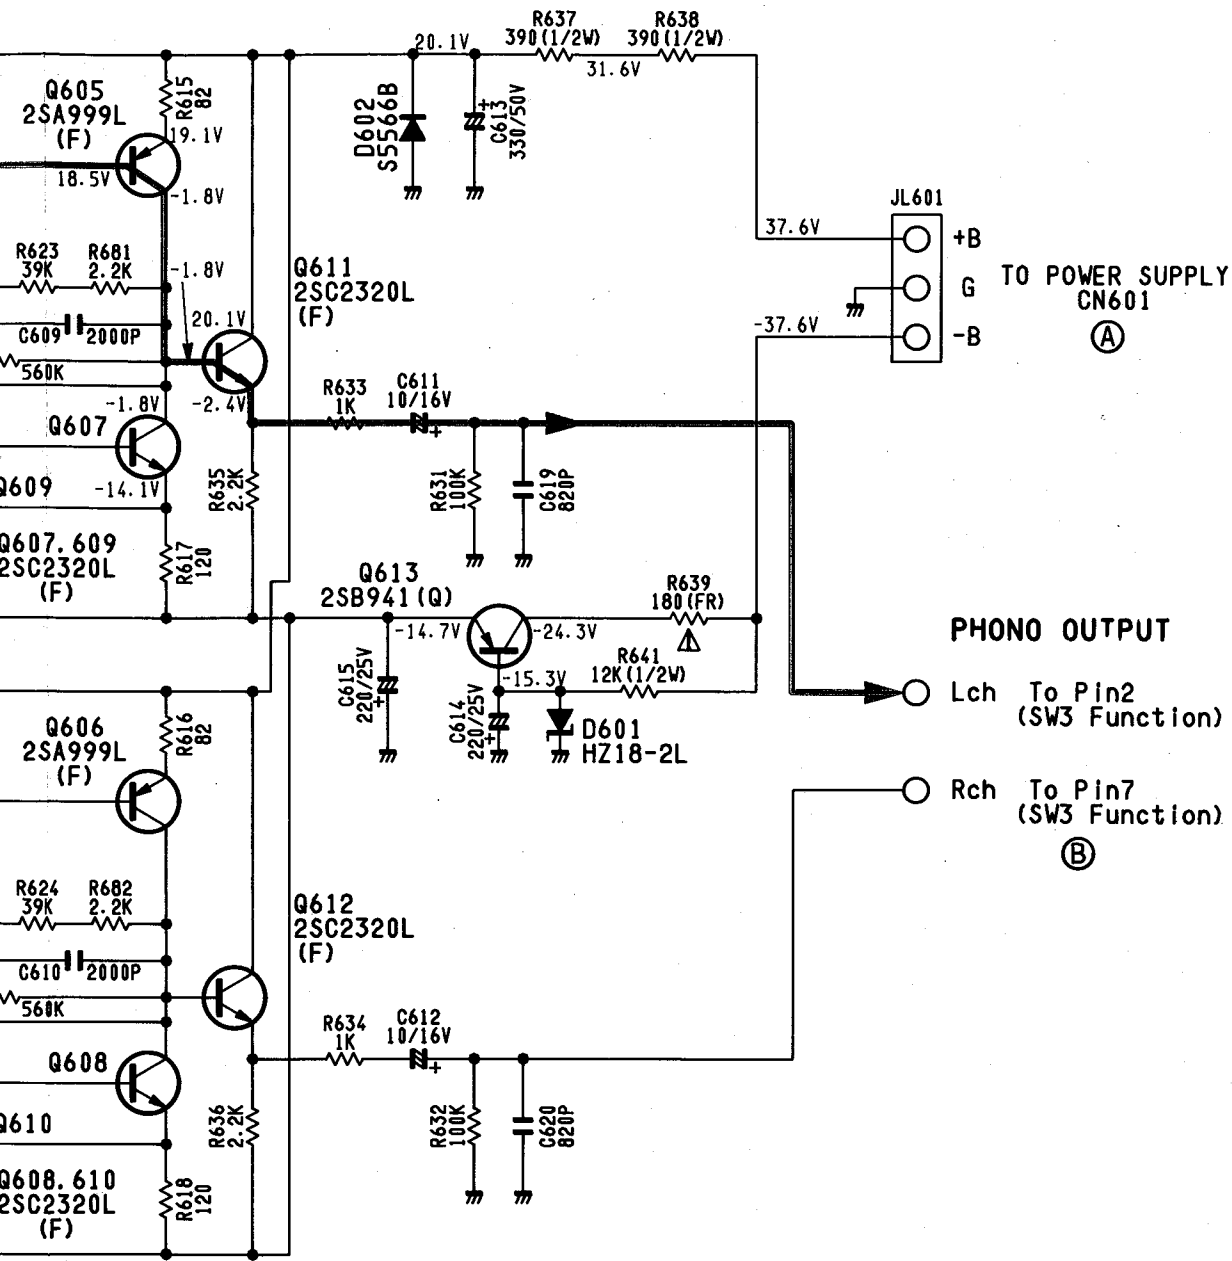 R637
390(1/2W)
R638
390(1/2W)
20.1V
31.6V
Q605
2SA999L
(F)
R615
82
19.1V
18.5V
-1.8V
D602
S5566B
+
C613
330/50V
JL601
37.6V
+B
G
-37.6V
-B
TO POWER SUPPLY
CN601
A
R623
39K
R681
2.2K
-1.8V
Q611
2SC2320L
(F)
C609
2000P
20.1V
560K
-2.4V
R633
1K
C611
10/16V
+
-1.8V
Q607
-14.1V
Q609
R635
2.2K
R631
100K
C619
820P
Q607.609
2SC2320L
(F)
R617
120
Q613
2SB941(Q)
R639
180(FR)
-14.7V
-24.3V
!
-15.3V
R641
12K(1/2W)
C615
220/25V
+
C614
220/25V
+
D601
HZ18-2L
PHONO OUTPUT
Lch To Pin2
(SW3 Function)
Rch To Pin7
(SW3 Function)
B
Q606
2SA999L
(F)
R616
82
R624
39K
R682
2.2K
Q612
2SC2320L
(F)
C610
2000P
560K
R634
1K
C612
10/16V
+
Q608
Q610
R636
2.2K
R632
100K
C620
820P
Q608.610
2SC2320L
(F)
R618
120